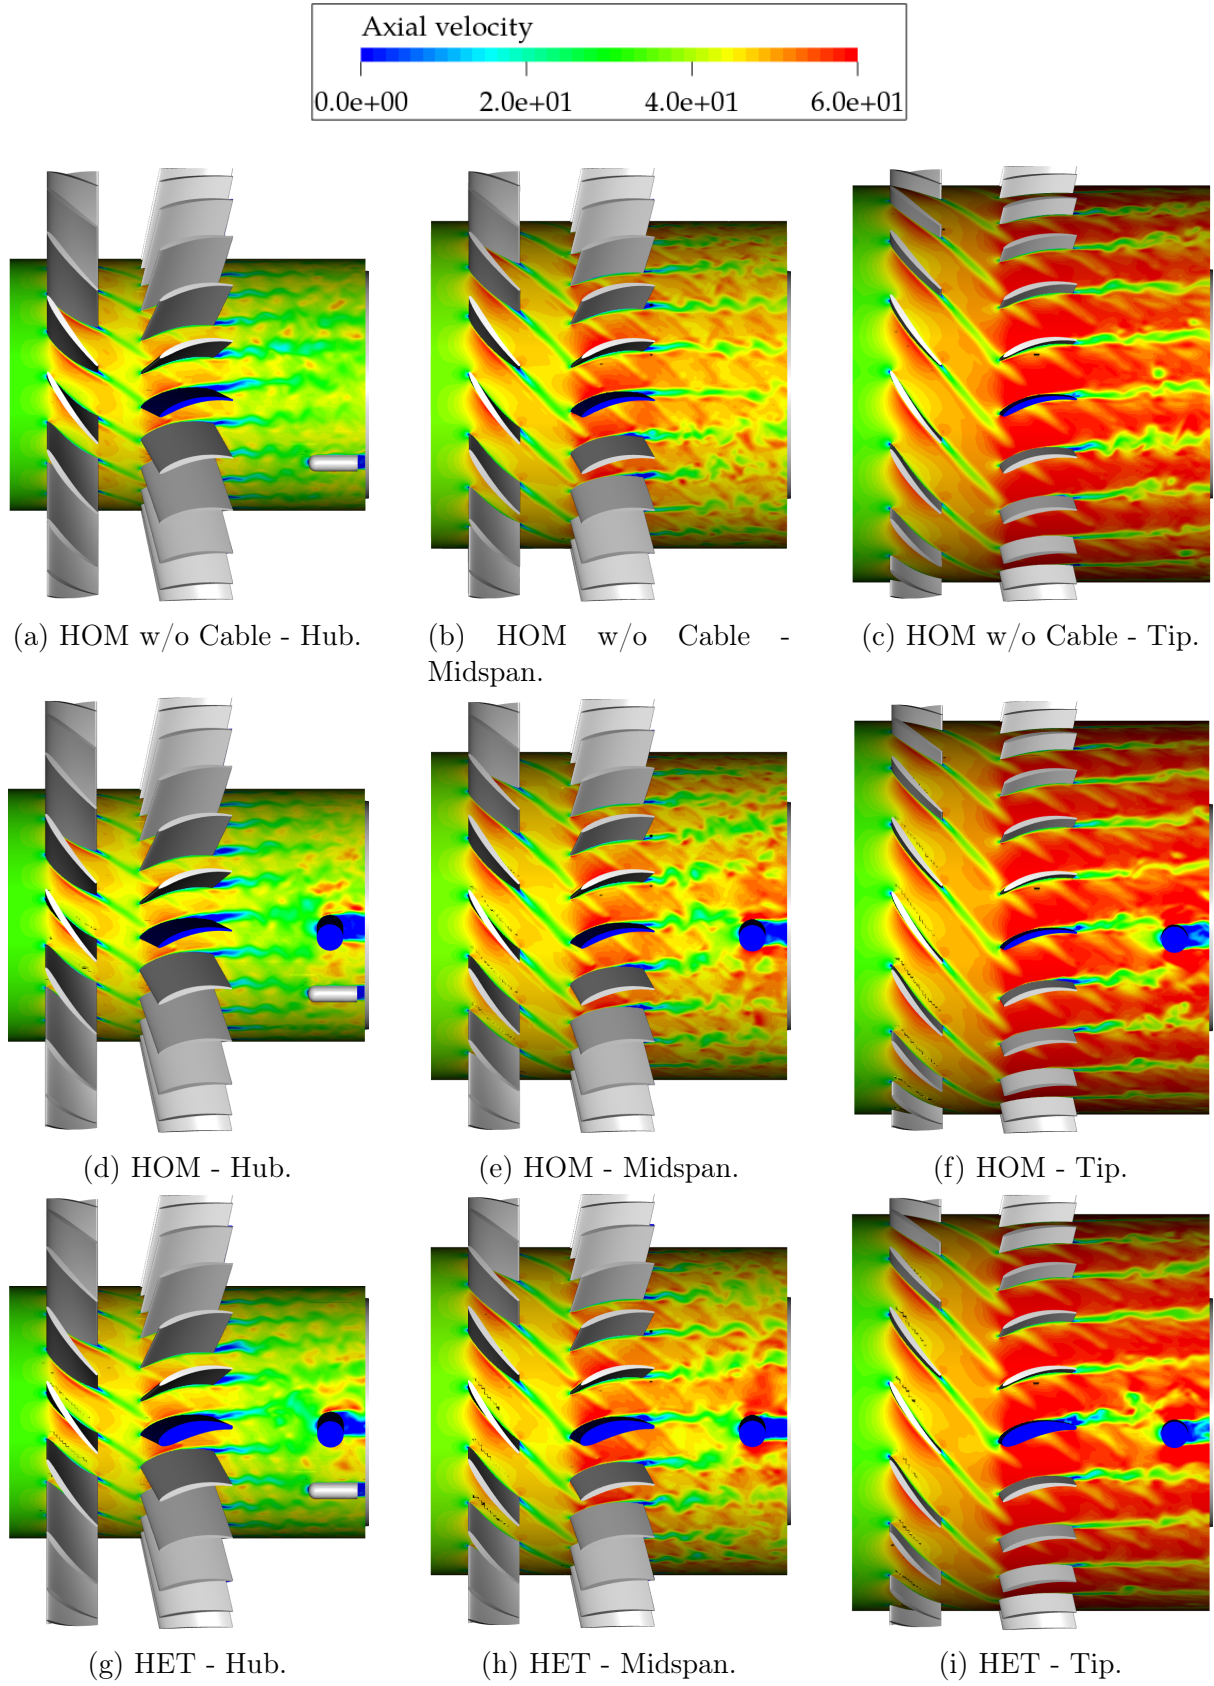 Axial velocity
0.0e+00 2.0e+01 4.0e+01 6.0e+01
(a) HOM w/o Cable - Hub.
(b) HOM w/o Cable -
Midspan.
(c) HOM w/o Cable - Tip.
(d) HOM - Hub.
(e) HOM - Midspan.
(f) HOM - Tip.
(g) HET - Hub.
(h) HET - Midspan.
(i) HET - Tip.